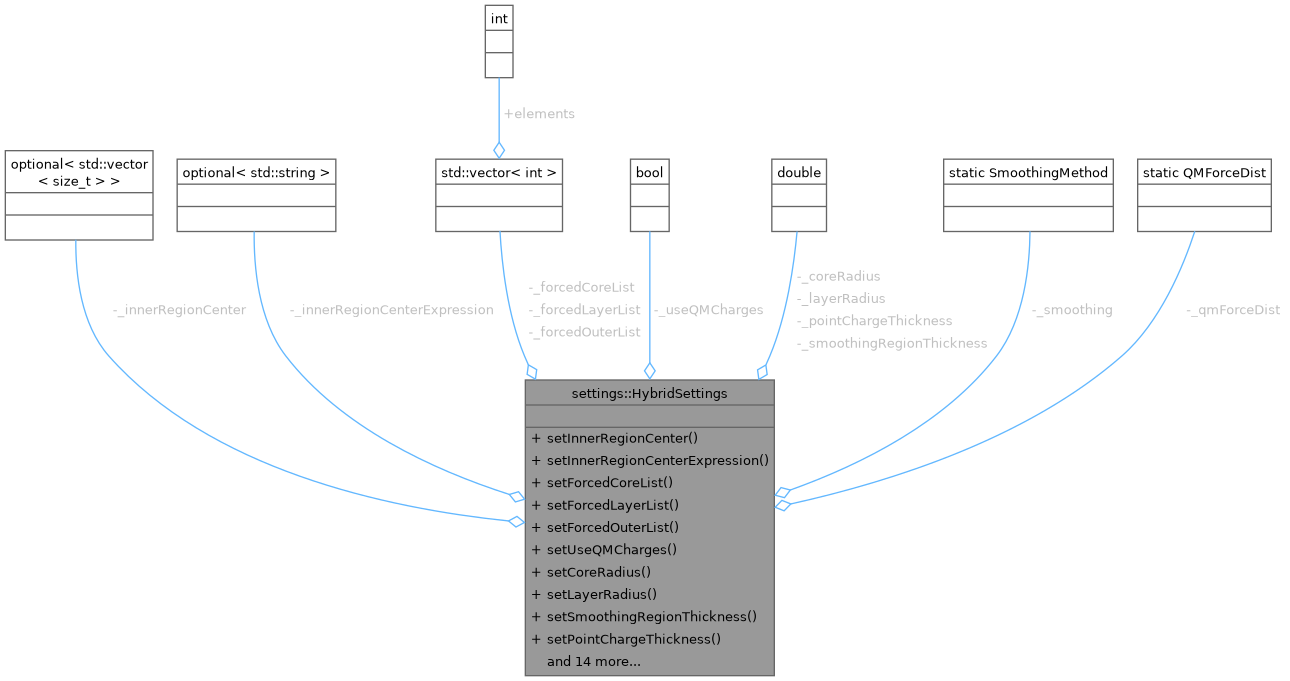 int
+elements
optional< std::vector
< size_t > >
optional< std::string >
std::vector< int >
bool
double
static SmoothingMethod
static QMForceDist
-_innerRegionCenter
-_innerRegionCenterExpression
-_forcedCoreList
-_forcedLayerList
-_forcedOuterList
-_useQMCharges
-_coreRadius
-_layerRadius
-_pointChargeThickness
-_smoothingRegionThickness
-_smoothing
-_qmForceDist
settings::HybridSettings
+ setInnerRegionCenter()
+ setInnerRegionCenterExpression()
+ setForcedCoreList()
+ setForcedLayerList()
+ setForcedOuterList()
+ setUseQMCharges()
+ setCoreRadius()
+ setLayerRadius()
+ setSmoothingRegionThickness()
+ setPointChargeThickness()
and 14 more...